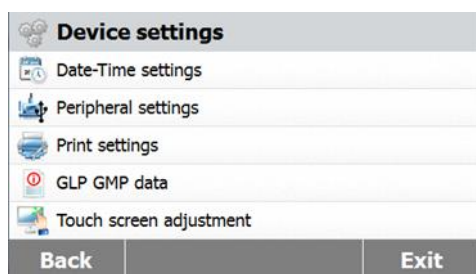 Device settings
Date-Time settings
Peripheral settings
Print settings
GLP GMP data
Touch screen adjustment
Back Exit